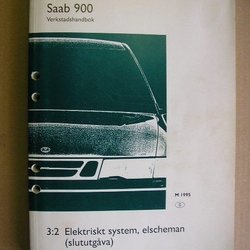 Saab 900
Verkstadshandbok
M 1995
3:2 Elektriskt system, elscheman
(slututgåva)